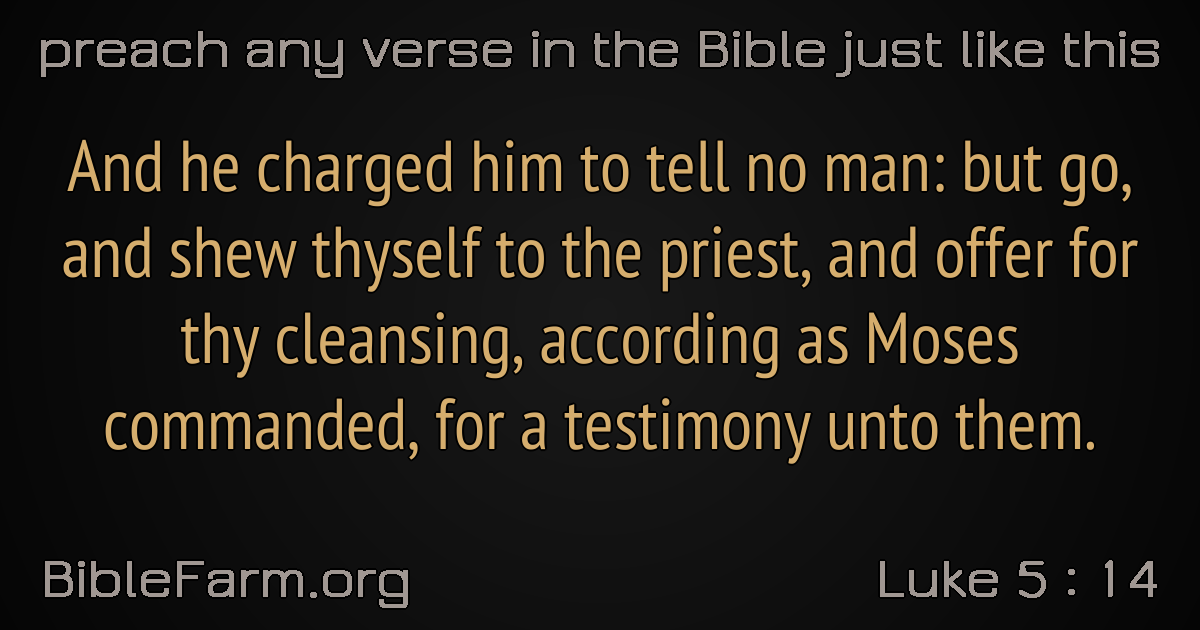 preach any verse in the Bible just like this
And he charged him to tell no man: but go,
and shew thyself to the priest, and offer for
thy cleansing, according as Moses
commanded, for a testimony unto them.
BibleFarm.org
Luke 5 : 14